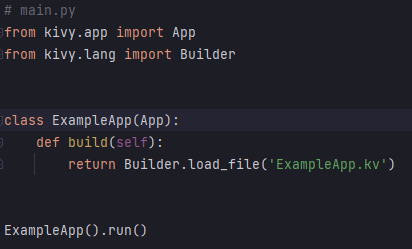 # main.py
from kivy.app import App
from kivy.lang import Builder
class ExampleApp(App):
def build(self):
return Builder.load_file('ExampleApp.kv')
ExampleApp().run()